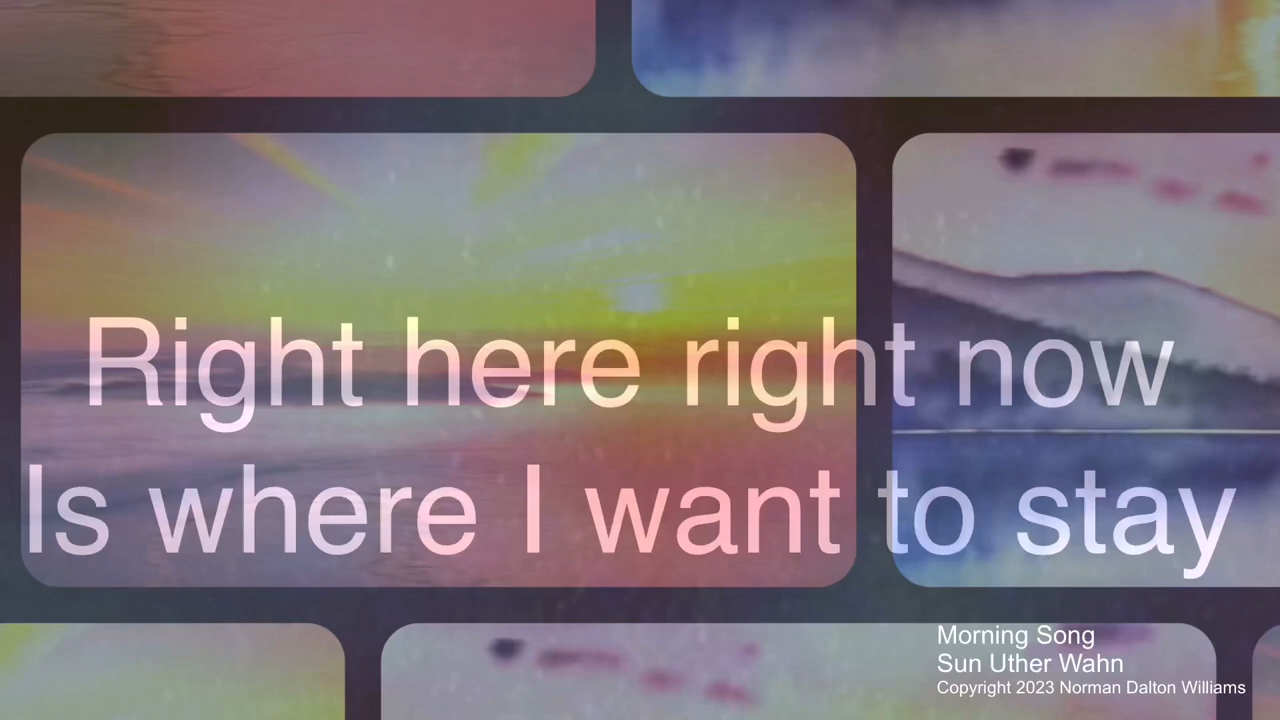 Right here right now
Is where I want to stay
Morning Song
Sun Uther Wahn
Copyright 2023 Norman Dalton Williams